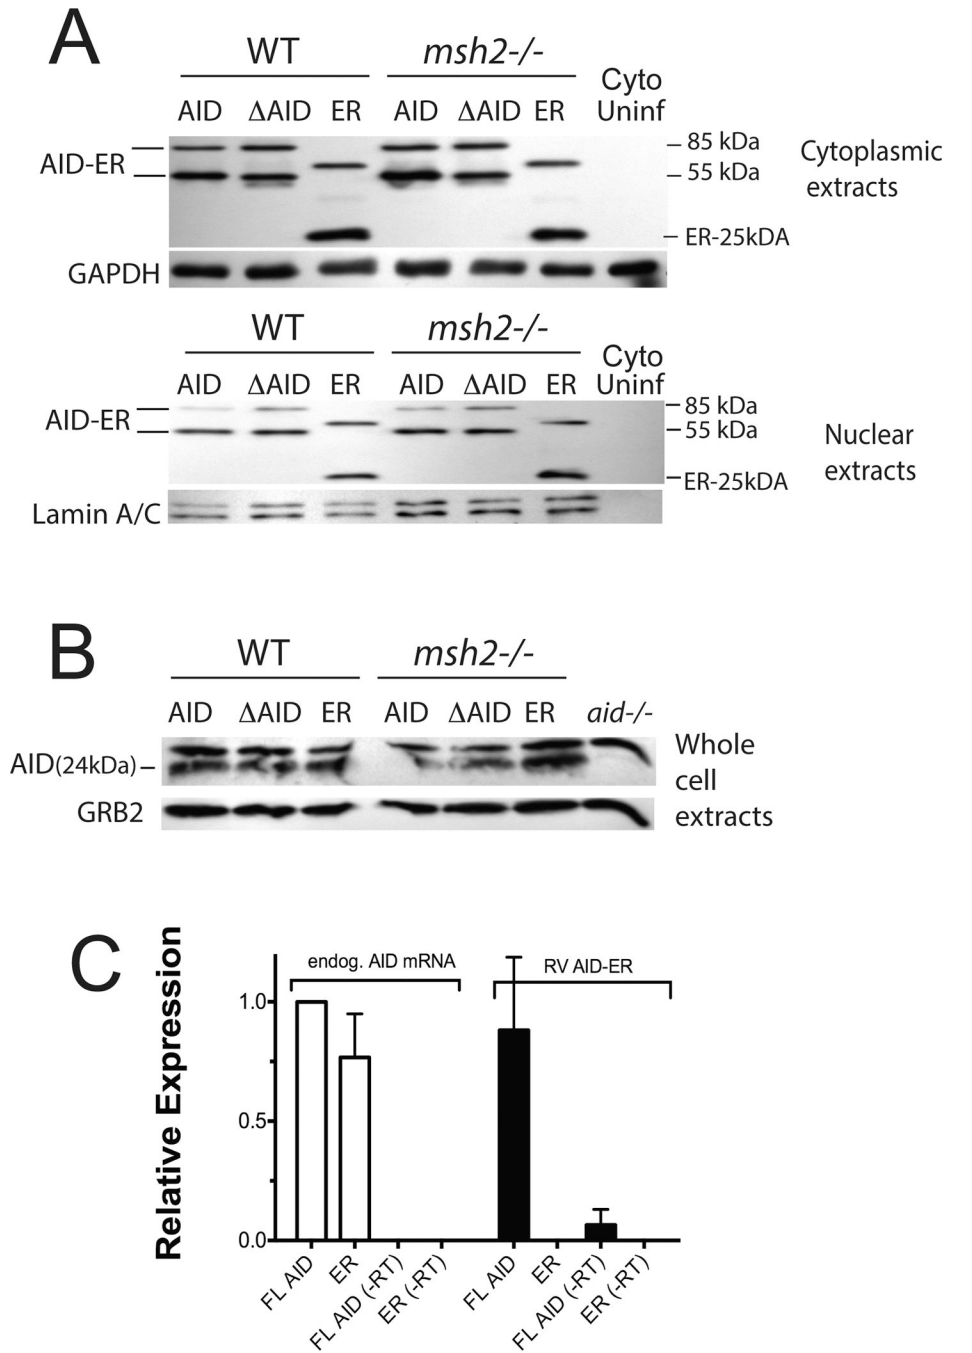 A
WT
msh2-/-
Cyto
Uninf
AID ΔAID ER AID ΔAID ER
AID-ER
85 kDa
55 kDa
ER-25kDA
Cytoplasmic
extracts
GAPDH
WT
msh2-/-
Cyto
Uninf
AID ΔAID ER AID ΔAID ER
AID-ER
85 kDa
55 kDa
ER-25kDA
Nuclear
extracts
Lamin A/C
B
WT
msh2-/-
AID ΔAID ER AID ΔAID ER aid-/-
AID(24kDa)
Whole
cell
extracts
GRB2
C
Relative Expression
endog. AID mRNA
RV AID-ER
1.0
0.5
0.0
FL AID
ER
FL AID (-RT)
ER (-RT)
FL AID
ER
FL AID (-RT)
ER (-RT)